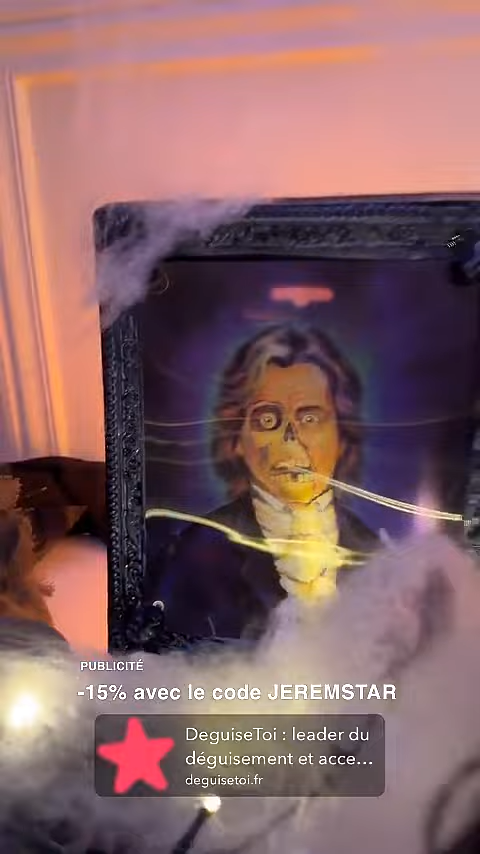 PUBLICITÉ
-15% avec le code JEREMSTAR
DeguiseToi : leader du
déguisement et acce...
deguisetoi.fr